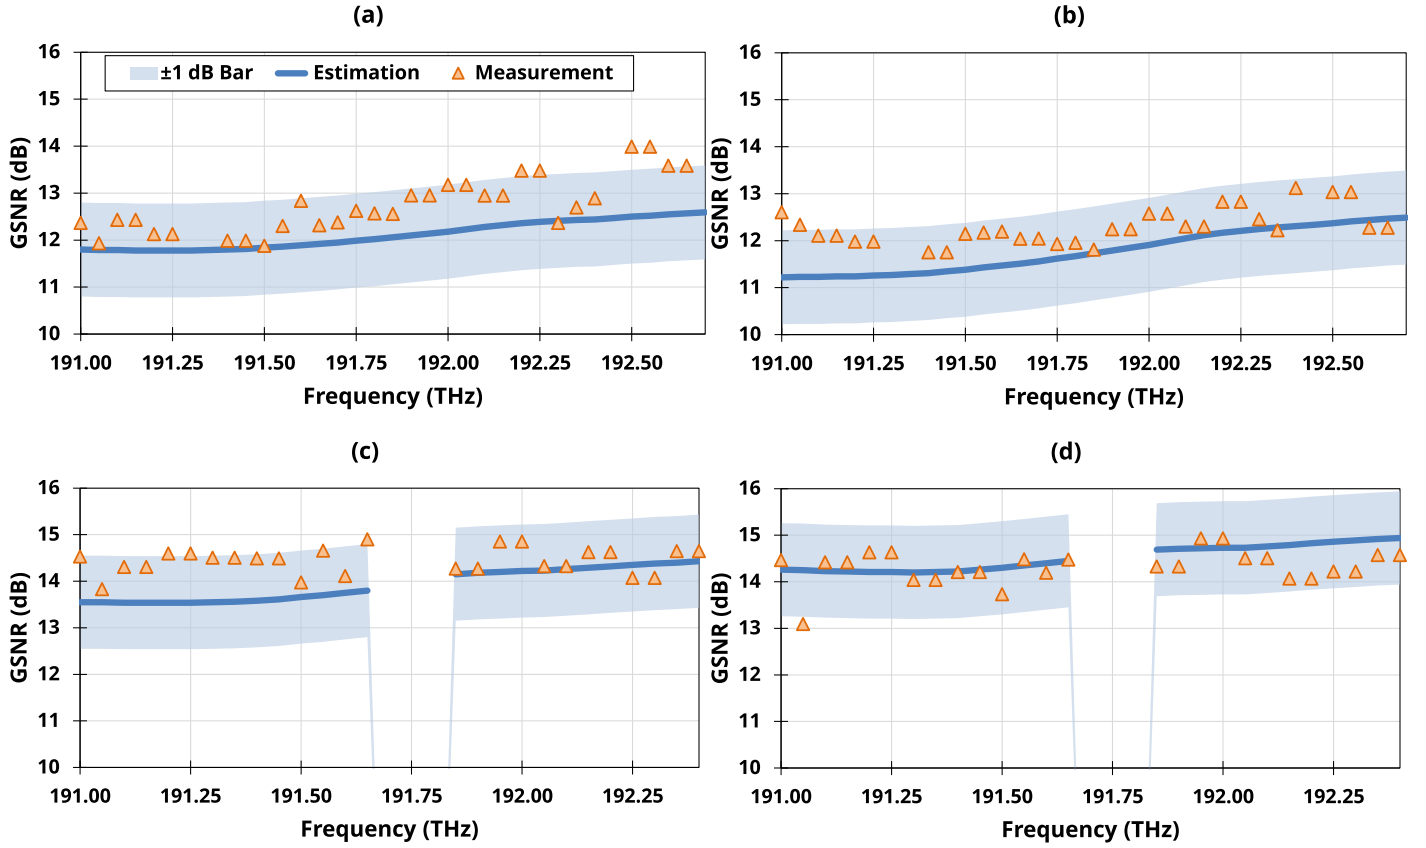 (a)
GSNR (dB)
16
15
14
13
12
11
10
±1 dB Bar Estimation Measurement
191.00 191.25 191.50 191.75 192.00 192.25 192.50
Frequency (THz)
(b)
GSNR (dB)
16
15
14
13
12
11
10
191.00 191.25 191.50 191.75 192.00 192.25 192.50
Frequency (THz)
(c)
GSNR (dB)
16
15
14
13
12
11
10
191.00 191.25 191.50 191.75 192.00 192.25
Frequency (THz)
(d)
GSNR (dB)
16
15
14
13
12
11
10
191.00 191.25 191.50 191.75 192.00 192.25
Frequency (THz)